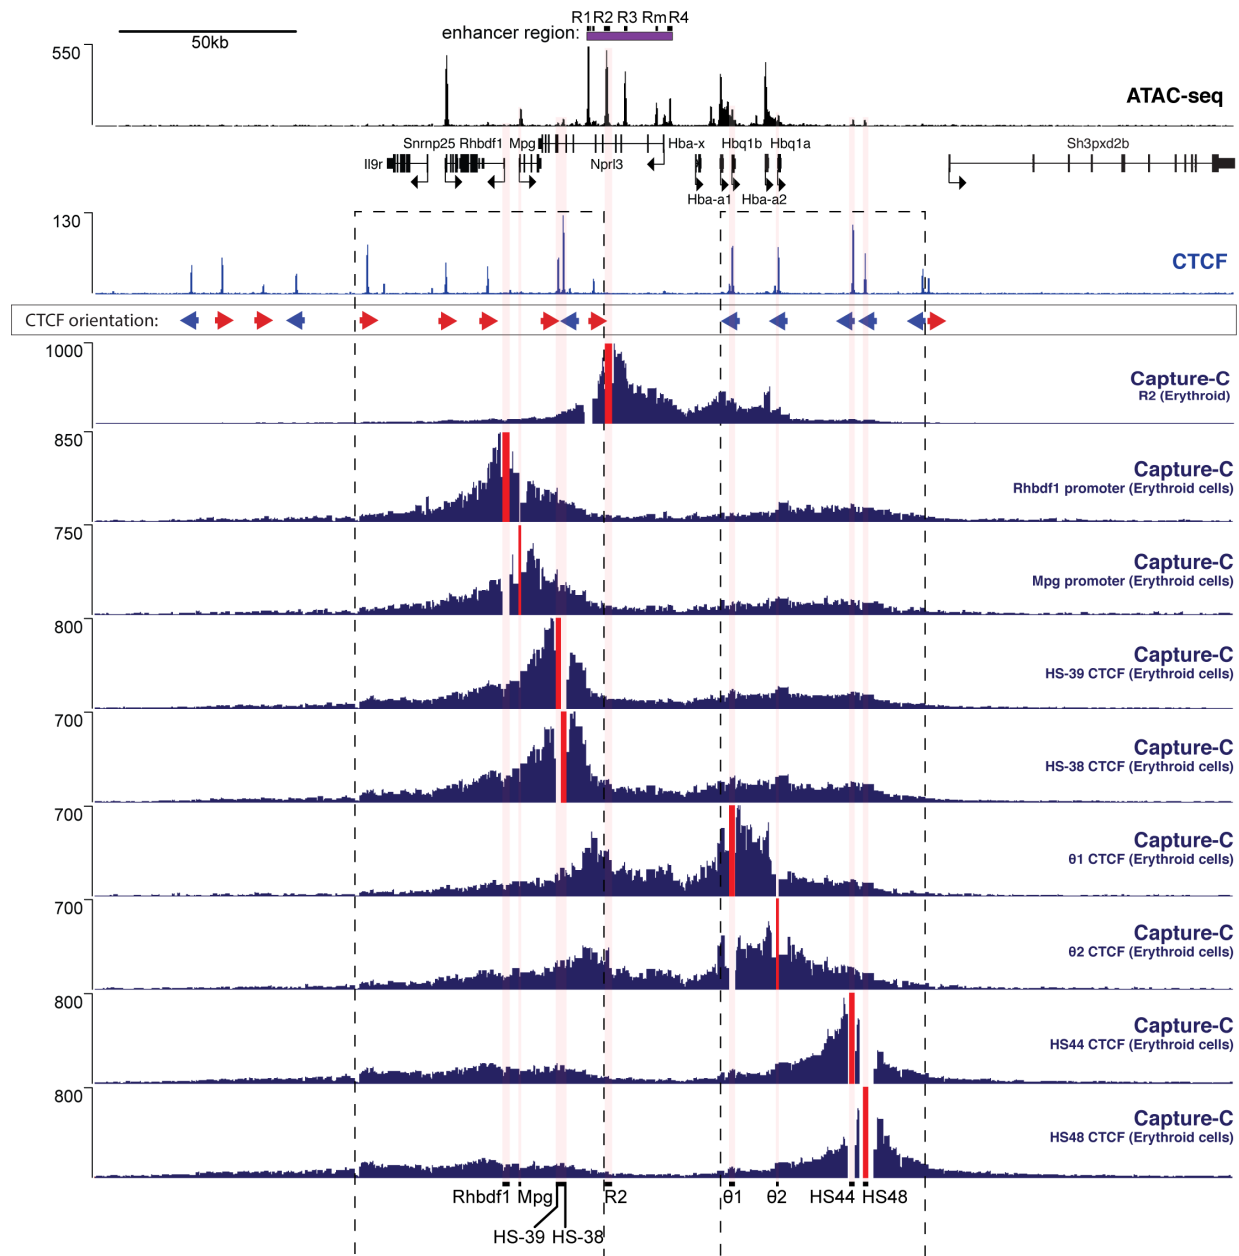 R1 R2 R3 Rm R4
enhancer region:
50kb
550
ATAC-seq
Snrnp25 Rhbdf1 Mpg Hba-x Hbq1b Hbq1a Sh3pxd2b
Il9r Nprl3
Hba-a1 Hba-a2
130
CTCF
CTCF orientation:
1000
Capture-C
R2 (Erythroid)
850
Capture-C
Rhbdf1 promoter (Erythroid cells)
750
Capture-C
Mpg promoter (Erythroid cells)
800
Capture-C
HS-39 CTCF (Erythroid cells)
700
Capture-C
HS-38 CTCF (Erythroid cells)
700
Capture-C
θ1 CTCF (Erythroid cells)
700
Capture-C
θ2 CTCF (Erythroid cells)
800
Capture-C
HS44 CTCF (Erythroid cells)
800
Capture-C
HS48 CTCF (Erythroid cells)
Rhbdf1 Mpg R2 θ1 θ2 HS44 HS48
HS-39 HS-38